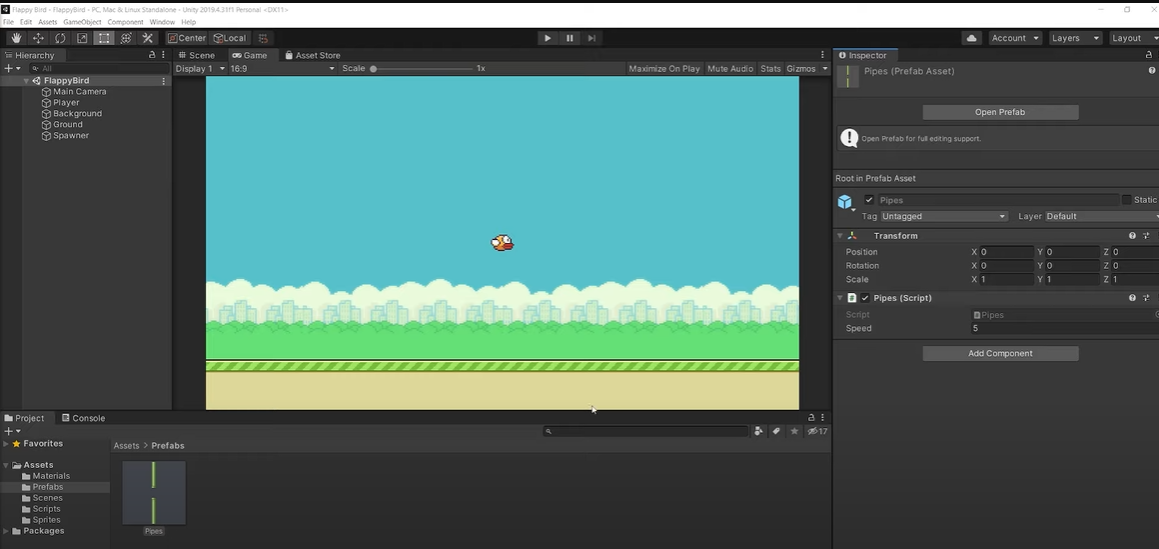 Flappy Bird - FlappyBird - PC, Mac & Linux Standalone - Unity 2019.4.31f1 Personal <DX11>
File Edit Assets GameObject Component Window Help
Center Local Account Layers Layout
Hierarchy Scene Game Asset Store Inspector
All Display 1 16:9 Scale 1x Maximize On Play Mute Audio Stats Gizmos
Pipes (Prefab Asset)
FlappyBird
Main Camera
Player
Background
Ground
Spawner
Open Prefab
Open Prefab for full editing support.
Root in Prefab Asset
Pipes Static
Tag Untagged Layer Default
Transform
Position X 0 Y 0 Z 0
Rotation X 0 Y 0 Z 0
Scale X 1 Y 1 Z 1
# Pipes (Script)
Script Pipes
Speed 5
Add Component
Project Console
17
Favorites
Assets > Prefabs
Assets
Materials
Prefabs
Scenes
Scripts
Sprites
Packages
Pipes